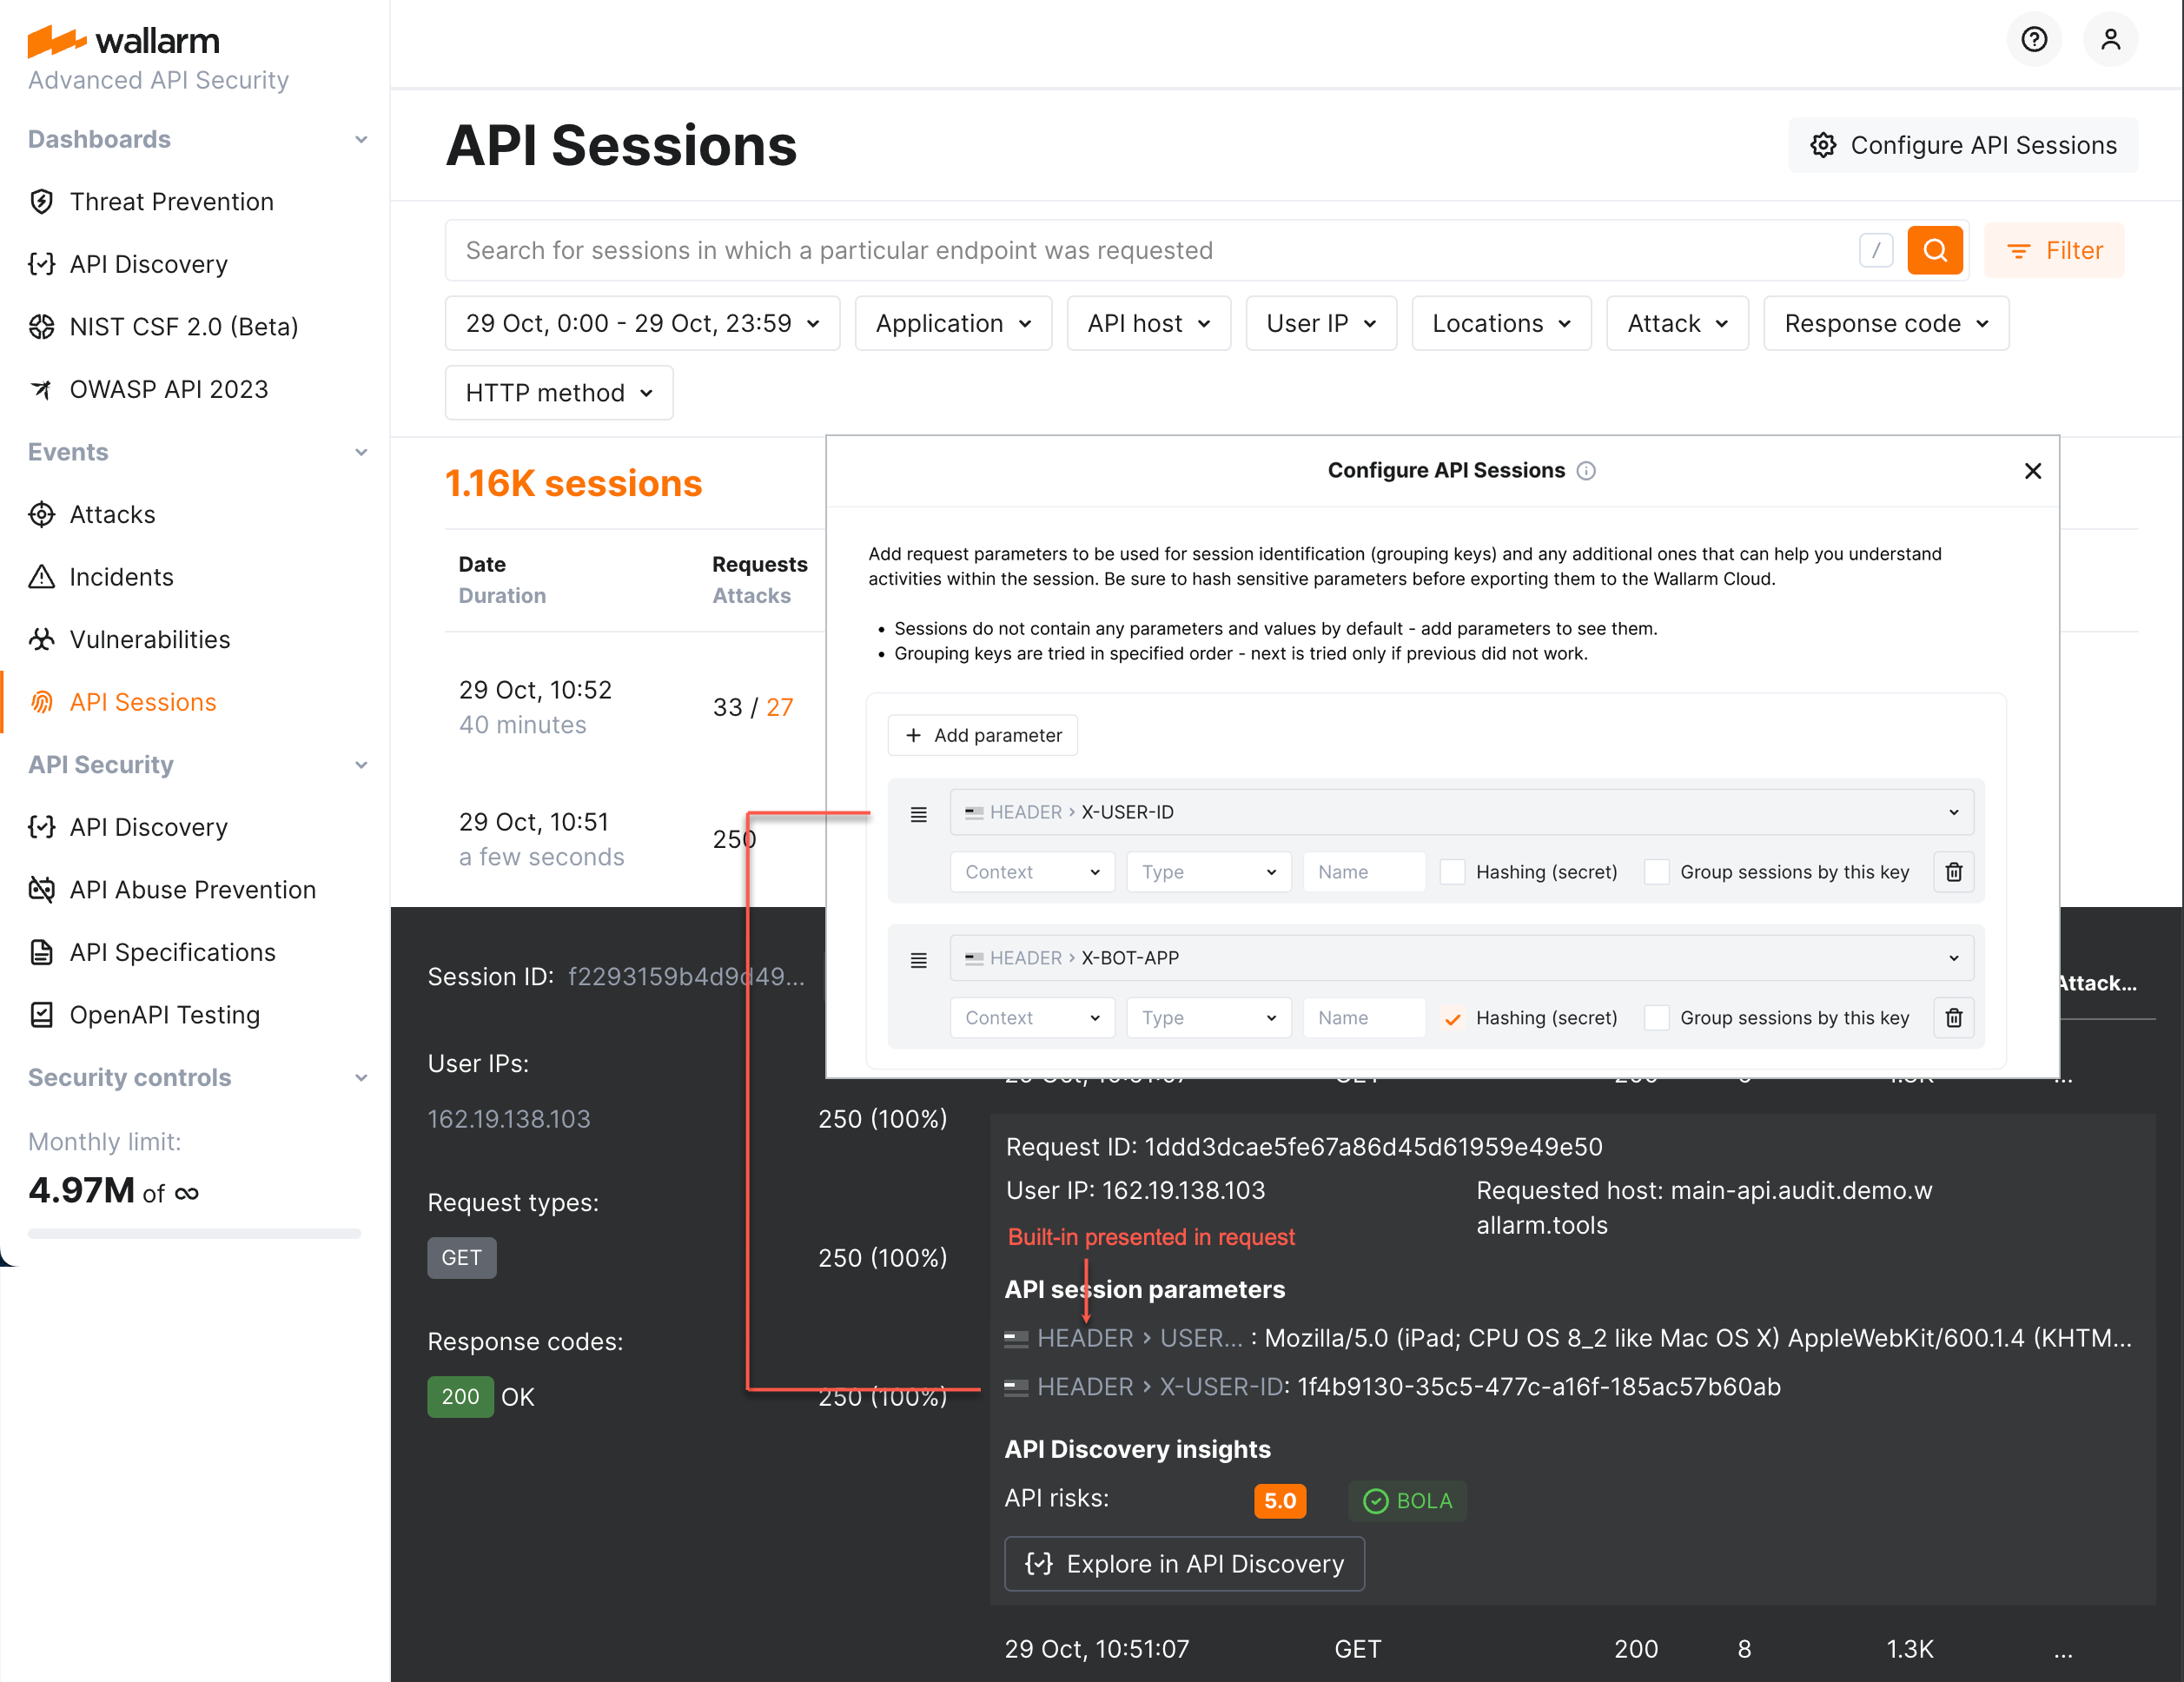 wallarm
Advanced API Security
Dashboards
Threat Prevention
API Discovery
NIST CSF 2.0 (Beta)
OWASP API 2023
Events
Attacks
Incidents
Vulnerabilities
API Sessions
API Security
API Discovery
API Abuse Prevention
API Specifications
OpenAPI Testing
Security controls
Monthly limit:
4.97M of ∞
API Sessions
Configure API Sessions
Search for sessions in which a particular endpoint was requested
/
Filter
29 Oct, 0:00 - 29 Oct, 23:59
Application
API host
User IP
Locations
Attack
Response code
HTTP method
1.16K sessions
Date
Duration
Requests
Attacks
29 Oct, 10:52
40 minutes
33 / 27
29 Oct, 10:51
a few seconds
250
Configure API Sessions
Add request parameters to be used for session identification (grouping keys) and any additional ones that can help you understand
activities within the session. Be sure to hash sensitive parameters before exporting them to the Wallarm Cloud.
• Sessions do not contain any parameters and values by default - add parameters to see them.
• Grouping keys are tried in specified order - next is tried only if previous did not work.
+ Add parameter
HEADER > X-USER-ID
Context Type Name Hashing (secret) Group sessions by this key
HEADER > X-BOT-APP
Context Type Name Hashing (secret) Group sessions by this key
Session ID: f2293159b4d9d49...
User IPs:
162.19.138.103 250 (100%)
Request types:
GET 250 (100%)
Response codes:
200 OK 250 (100%)
Attack...
Request ID: 1ddd3dcae5fe67a86d45d61959e49e50
User IP: 162.19.138.103
Requested host: main-api.audit.demo.w
allarm.tools
Built-in presented in request
API session parameters
HEADER > USER... : Mozilla/5.0 (iPad; CPU OS 8_2 like Mac OS X) AppleWebKit/600.1.4 (KHTM...
HEADER > X-USER-ID: 1f4b9130-35c5-477c-a16f-185ac57b60ab
API Discovery insights
API risks: 5.0 BOLA
Explore in API Discovery
29 Oct, 10:51:07 GET 200 8 1.3K ...